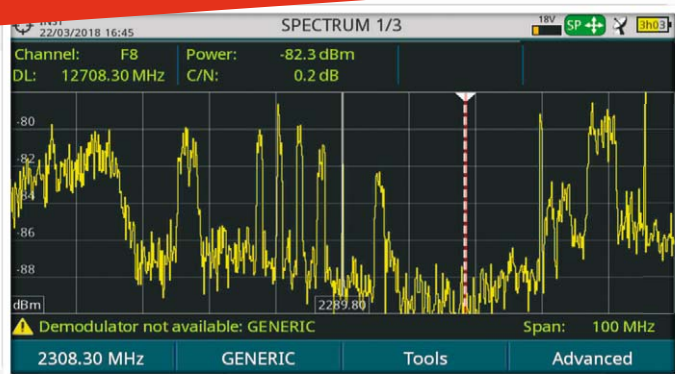 22/03/2018 16:45
SPECTRUM 1/3
18V
SP
3h03
Channel: F8
Power: -82.3 dBm
DL: 12708.30 MHz
C/N: 0.2 dB
-80
-82
-84
-86
-88
dBm
2289.80
Demodulator not available: GENERIC
Span: 100 MHz
2308.30 MHz
GENERIC
Tools
Advanced